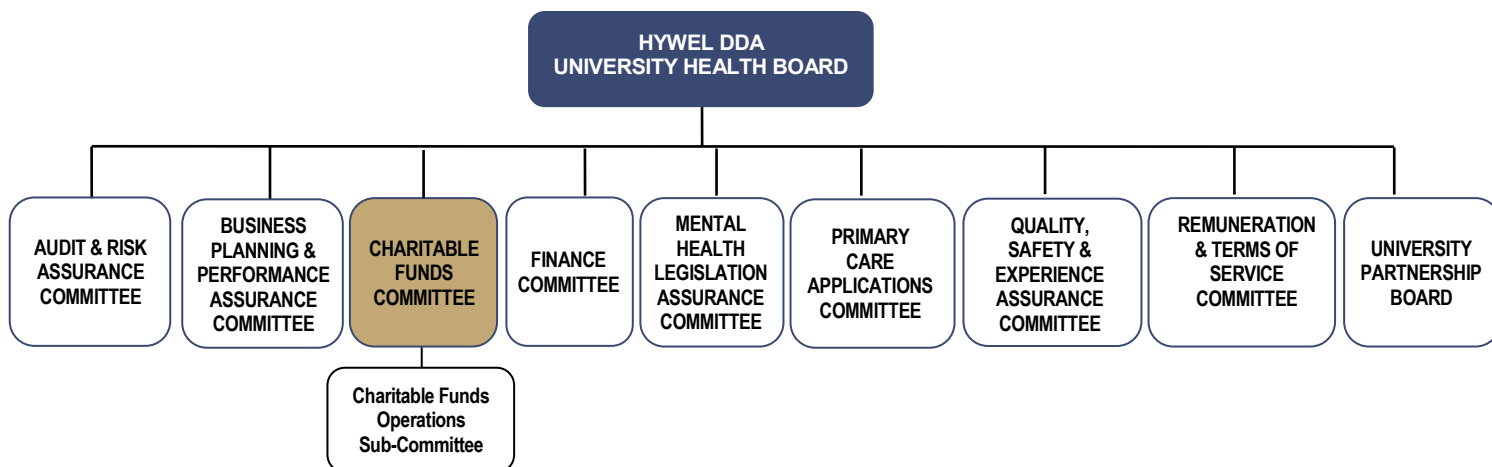 HYWEL DDA
UNIVERSITY HEALTH BOARD
AUDIT & RISK
ASSURANCE
COMMITTEE
BUSINESS
PLANNING &
PERFORMANCE
ASSURANCE
COMMITTEE
CHARITABLE
FUNDS
COMMITTEE
FINANCE
COMMITTEE
MENTAL
HEALTH
LEGISLATION
ASSURANCE
COMMITTEE
PRIMARY
CARE
APPLICATIONS
COMMITTEE
QUALITY,
SAFETY &
EXPERIENCE
ASSURANCE
COMMITTEE
REMUNERATION
& TERMS OF
SERVICE
COMMITTEE
UNIVERSITY
PARTNERSHIP
BOARD
Charitable Funds
Operations
Sub-Committee